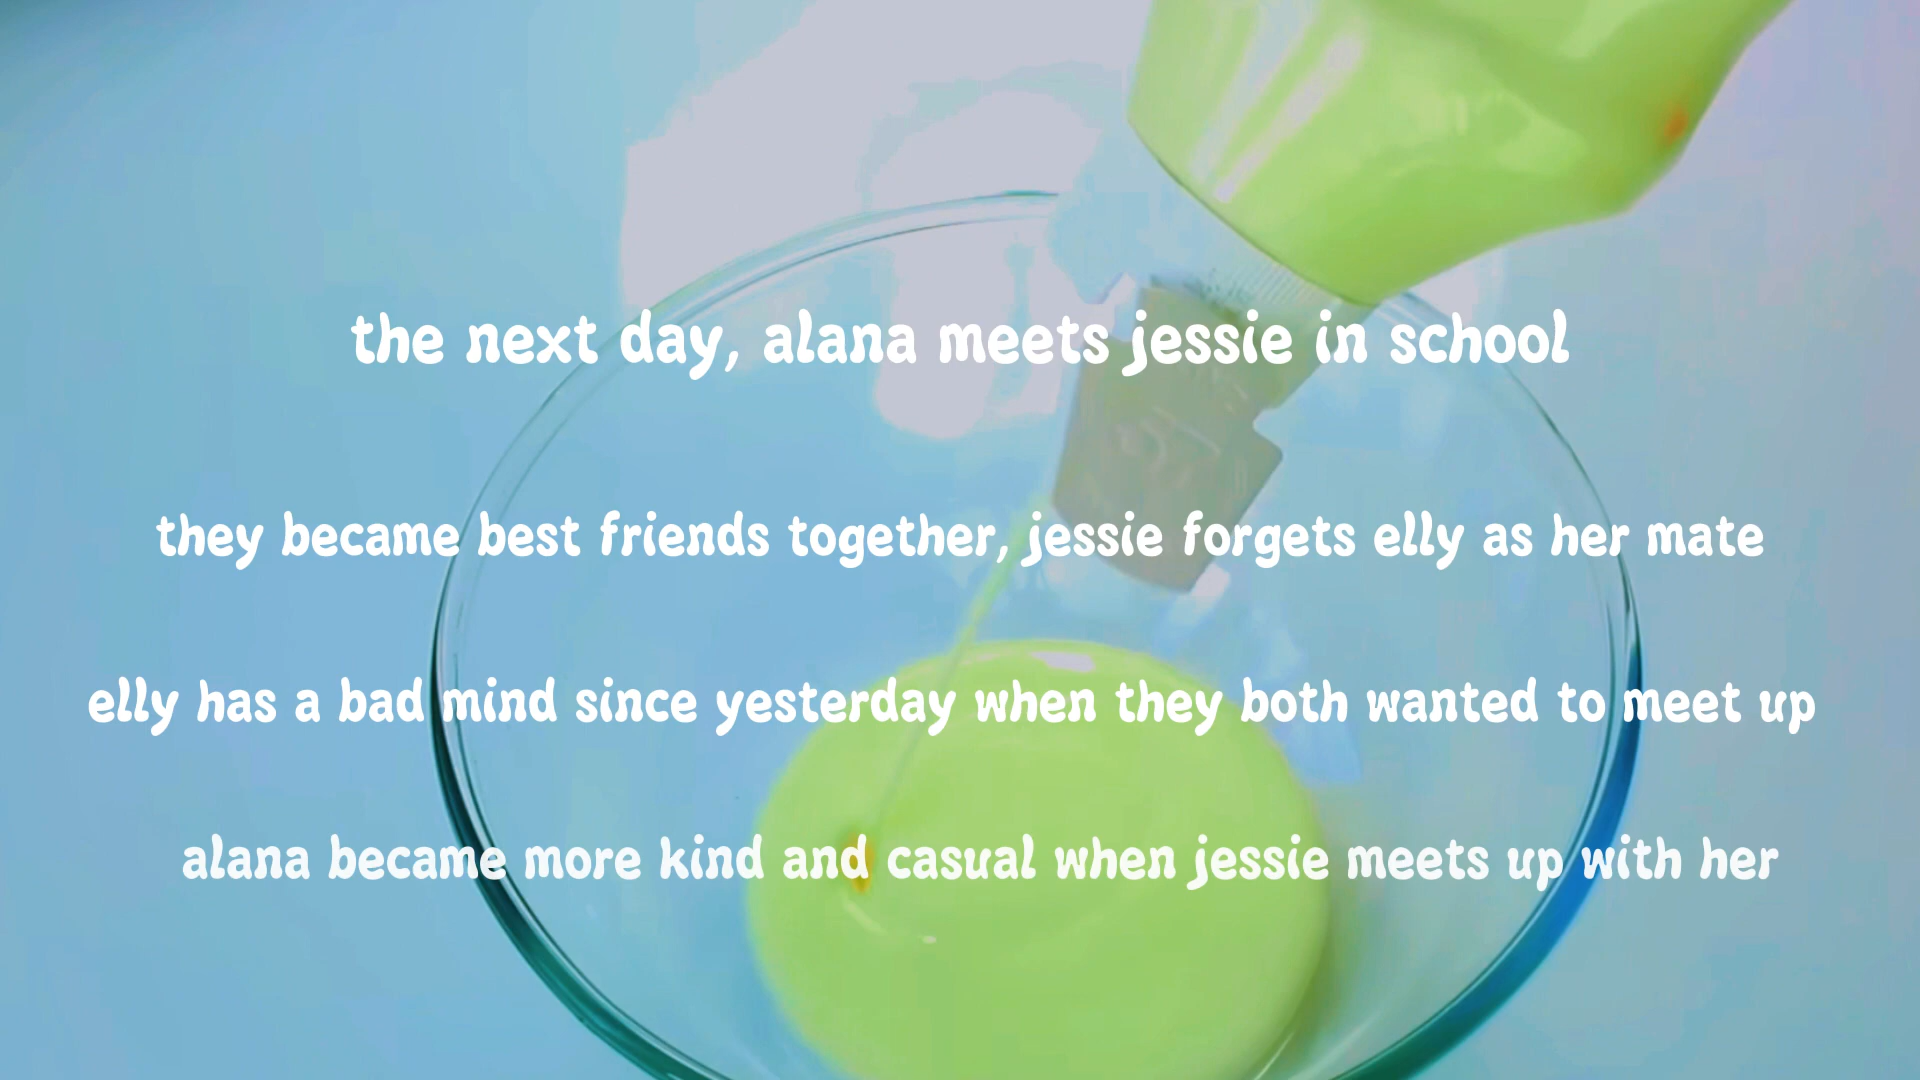 the next day, alana meets jessie in school
they became best friends together, jessie forgets elly as her mate
elly has a bad mind since yesterday when they both wanted to meet up
alana became more kind and casual when jessie meets up with her